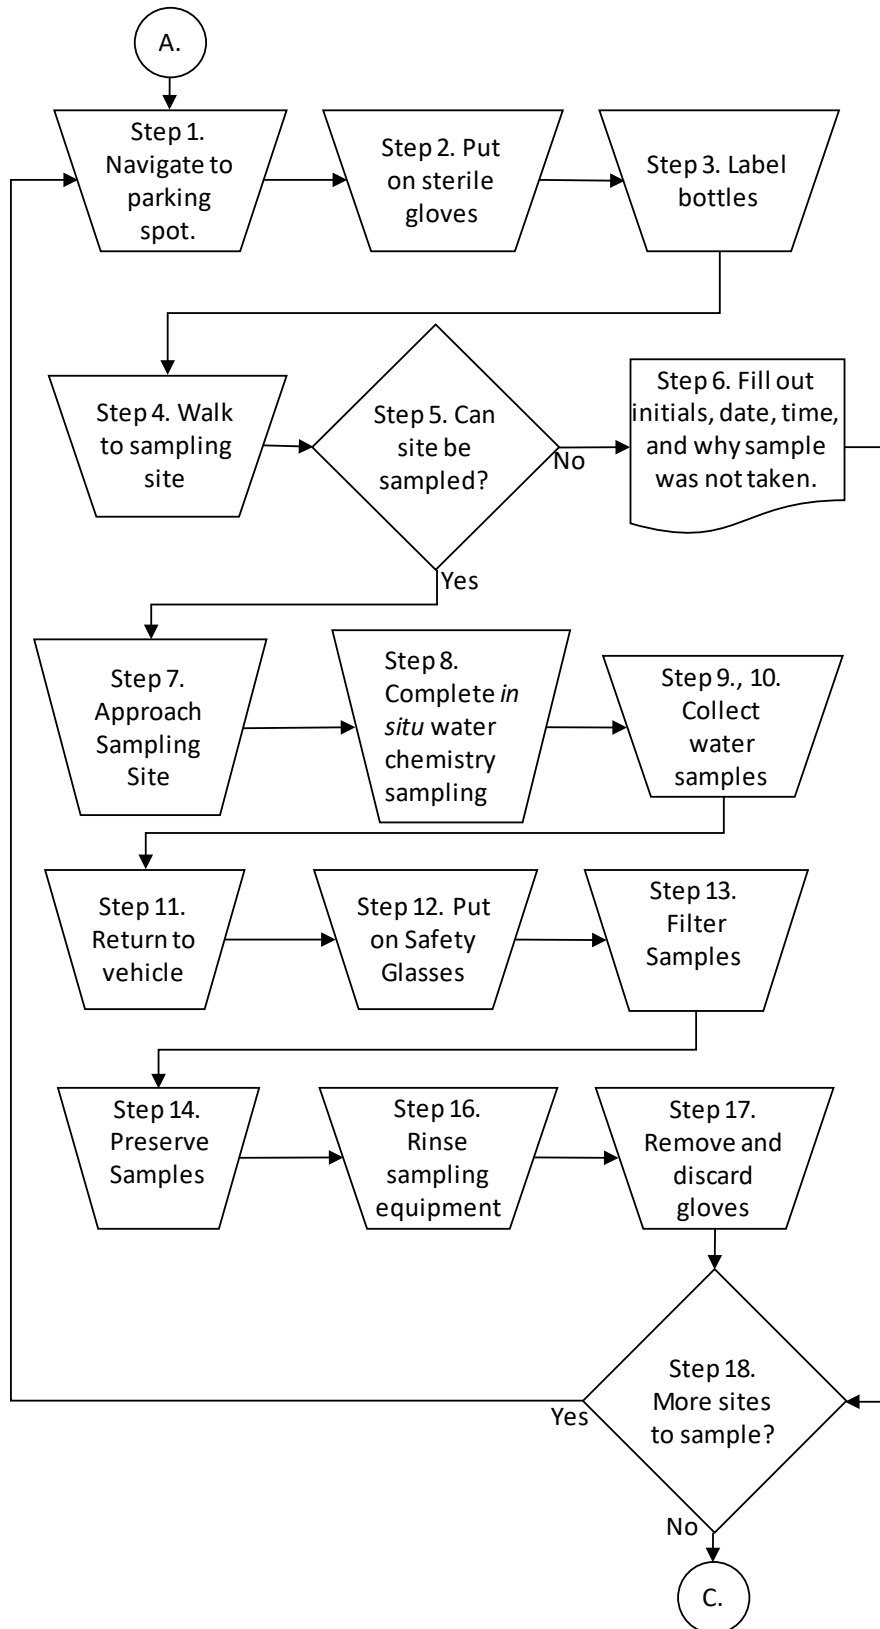 A.
Step 1.
Navigate to
parking
spot.
Step 2. Put
on sterile
gloves
Step 3. Label
bottles
Step 4. Walk
to sampling
site
Step 5. Can
site be
sampled?
No
Yes
Step 6. Fill out
initials, date, time,
and why sample
was not taken.
Step 7.
Approach
Sampling
Site
Step 8.
Complete in
situ water
chemistry
sampling
Step 9., 10.
Collect
water
samples
Step 11.
Return to
vehicle
Step 12. Put
on Safety
Glasses
Step 13.
Filter
Samples
Step 14.
Preserve
Samples
Step 16.
Rinse
sampling
equipment
Step 17.
Remove and
discard
gloves
Step 18.
More sites
to sample?
Yes
No
C.